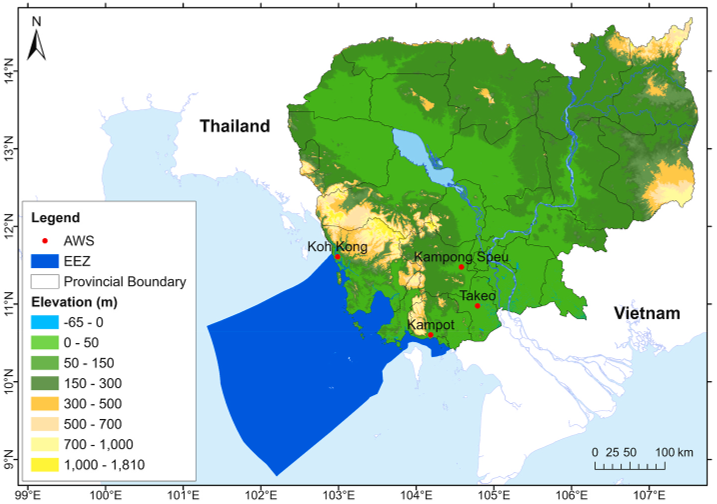 N
14°N
Thailand
13°N
12°N
Legend
AWS
EEZ
Provincial Boundary
Elevation (m)
-65 - 0
0 - 50
50 - 150
150 - 300
300 - 500
500 - 700
700 - 1,000
1,000 - 1,810
Koh Kong
Kampong Speu
11°N
Takeo
Kampot
Vietnam
10°N
0 25 50 100 km
9°N
99°E 100°E 101°E 102°E 103°E 104°E 105°E 106°E 107°E